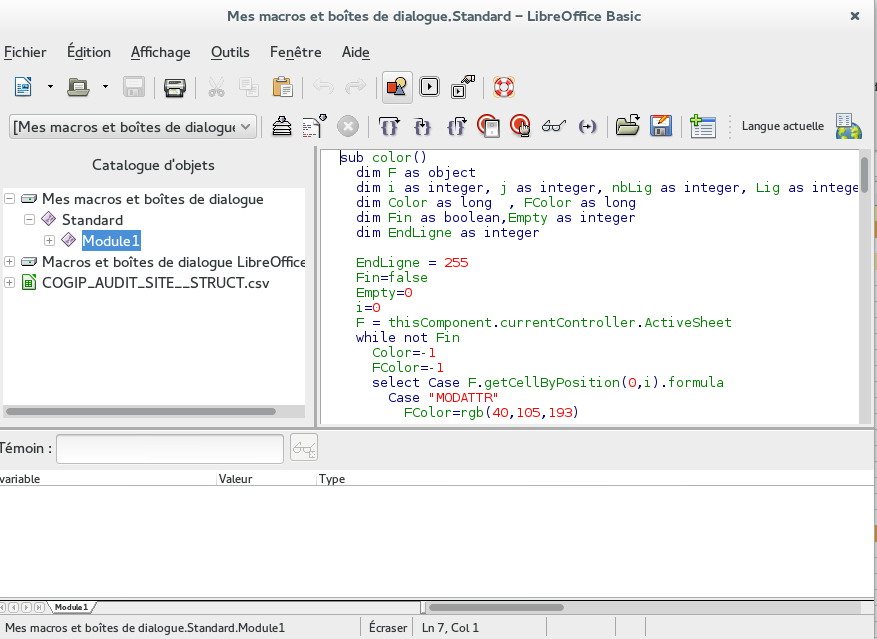 Mes macros et boîtes de dialogue.Standard – LibreOffice Basic
Fichier Édition Affichage Outils Fenêtre Aide
[Mes macros et boîtes de dialogue
Langue actuelle
Catalogue d'objets
Mes macros et boîtes de dialogue
Standard
Module1
Macros et boîtes de dialogue LibreOffice
COGIP_AUDIT_SITE__STRUCT.csv
sub color()
dim F as object
dim i as integer, j as integer, nbLig as integer, Lig as intege
dim Color as long , FColor as long
dim Fin as boolean,Empty as integer
dim EndLigne as integer
EndLigne = 255
Fin=false
Empty=0
i=0
F = thisComponent.currentController.ActiveSheet
while not Fin
Color=-1
FColor=-1
select Case F.getCellByPosition(0,i).formula
Case "MODATTR"
FColor=rgb(40,105,193)
Témoin :
variable Valeur Type
Module1
Mes macros et boîtes de dialogue.Standard.Module1 Écraser Ln 7, Col 1